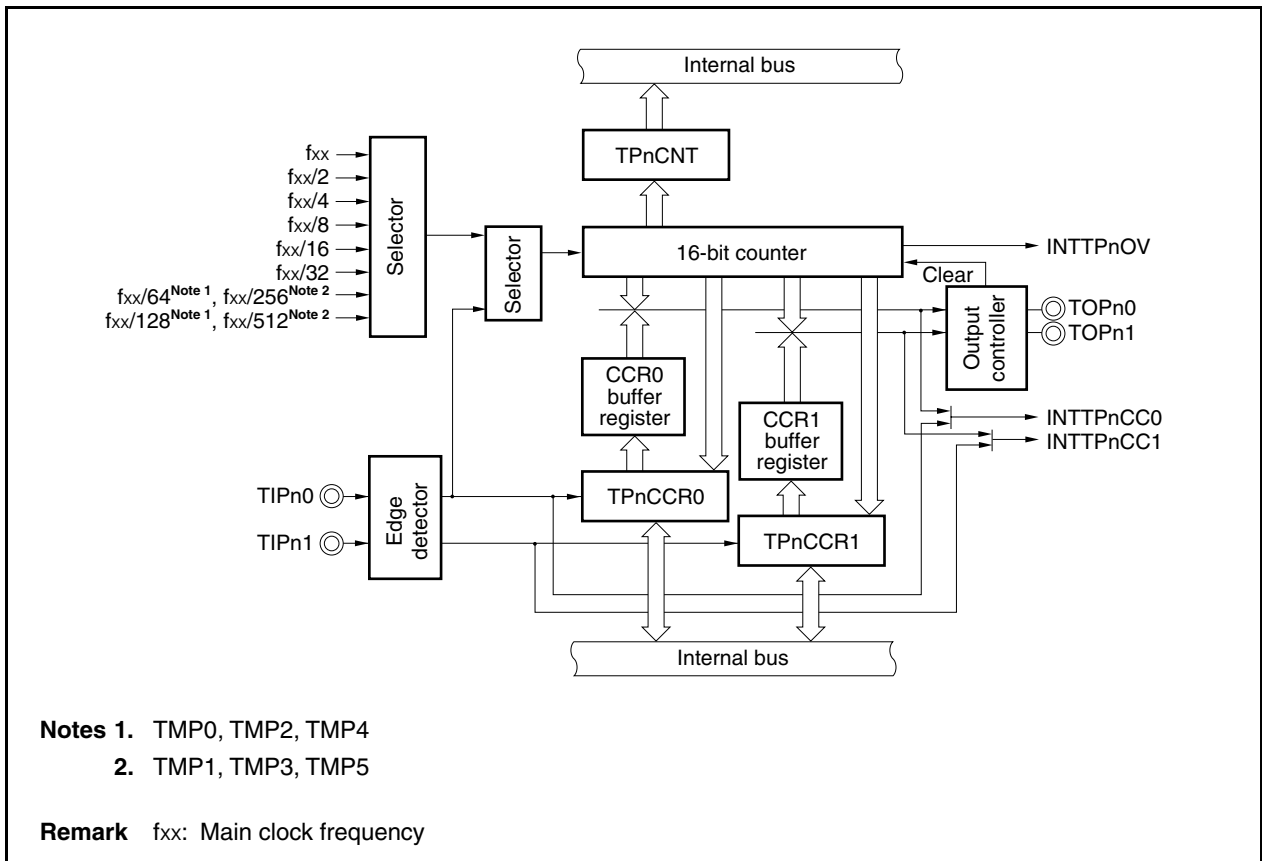 Internal bus
TPnCNT
fxx
fxx/2
fxx/4
fxx/8
fxx/16
fxx/32
fxx/64Note 1, fxx/256Note 2
fxx/128Note 1, fxx/512Note 2
Selector
Selector
16-bit counter
INTTPnOV
Clear
Output
controller
TOPn0
TOPn1
CCR0
buffer
register
CCR1
buffer
register
INTTPnCC0
INTTPnCC1
TIPn0
TIPn1
Edge
detector
TPnCCR0
TPnCCR1
Internal bus
Notes 1. TMP0, TMP2, TMP4
2. TMP1, TMP3, TMP5
Remark fxx: Main clock frequency